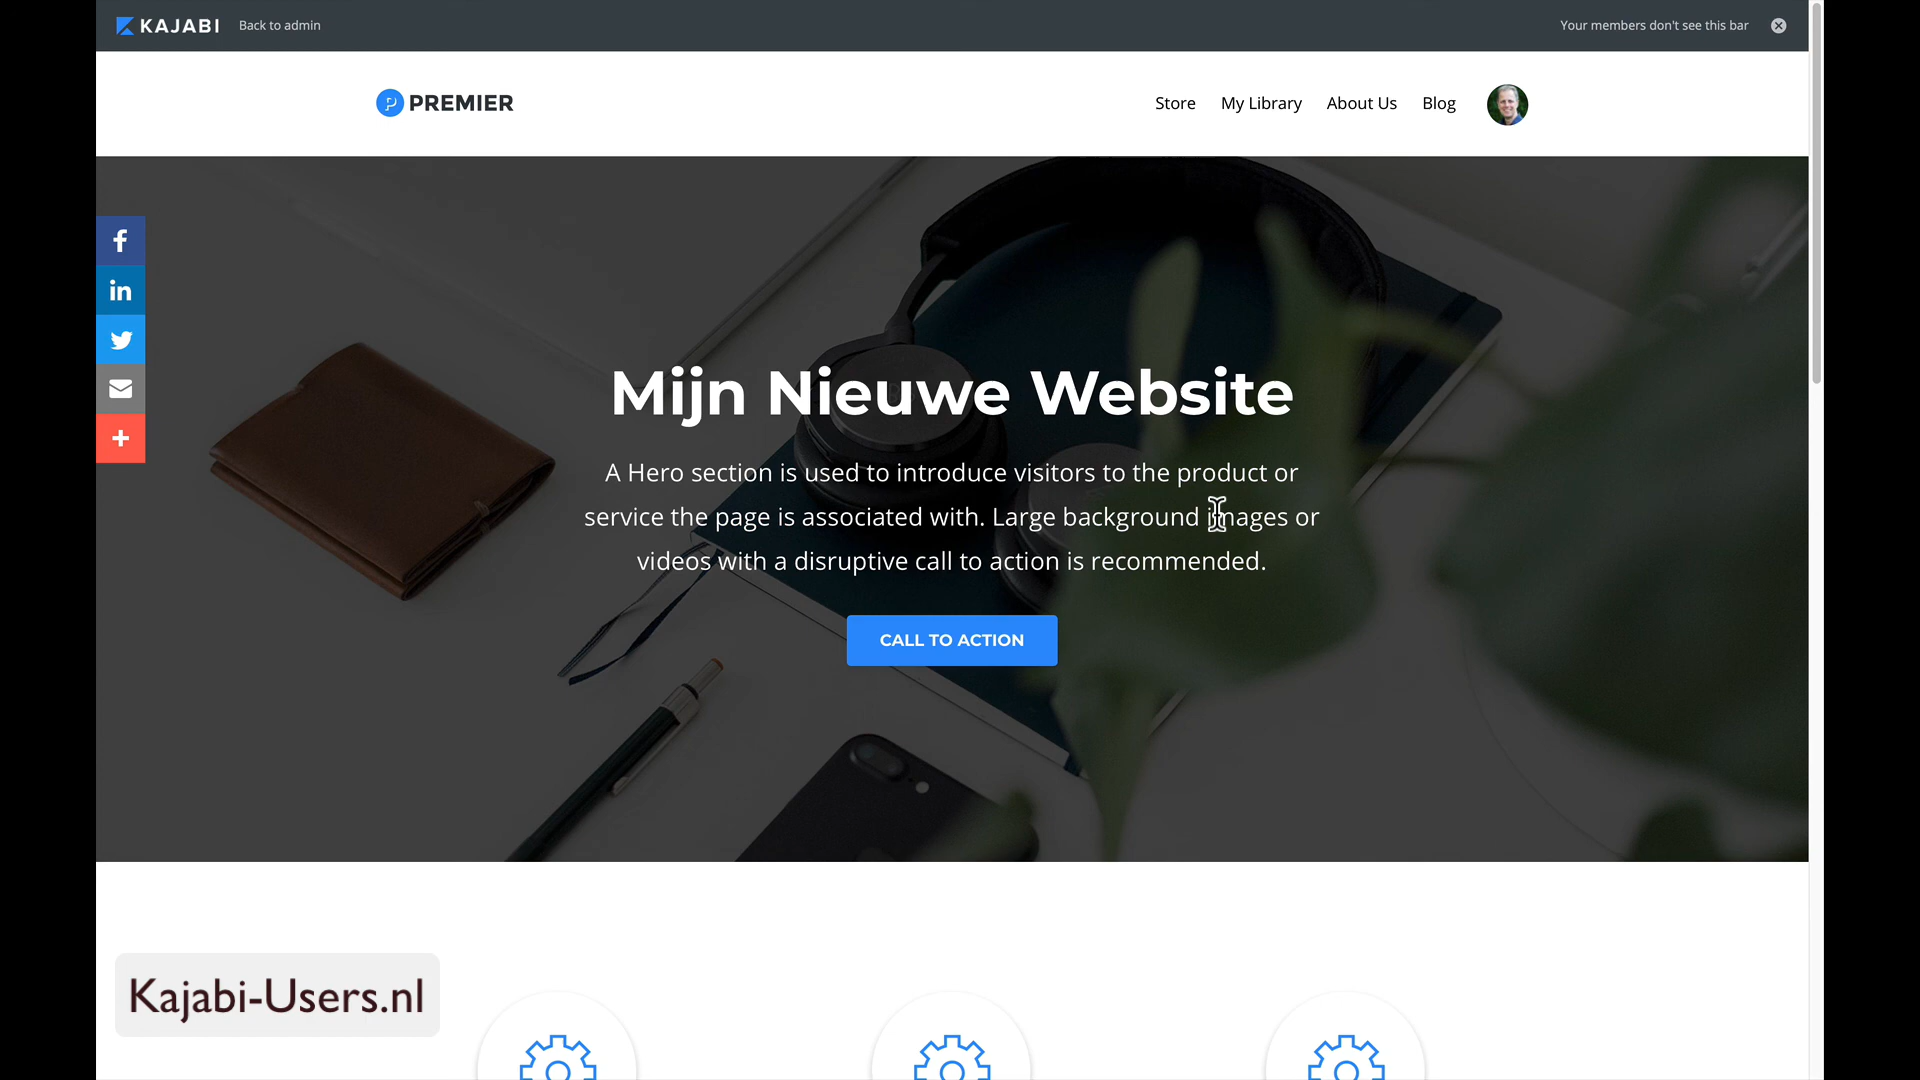 KAJABI Back to admin Your members don't see this bar
PREMIER Store My Library About Us Blog
Mijn Nieuwe Website
A Hero section is used to introduce visitors to the product or
service the page is associated with. Large background images or
videos with a disruptive call to action is recommended.
CALL TO ACTION
Kajabi-Users.nl